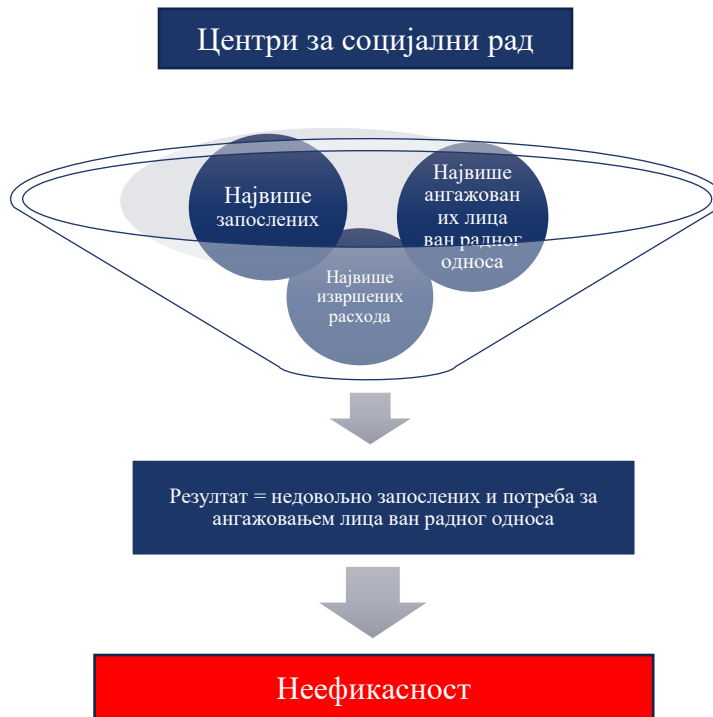 Центри за социјални рад
Највише
запослених
Највише
ангажован
их лица
ван радног
односа
Највише
извршених
расхода
Резултат = недовољно запослених и потреба за
ангажовањем лица ван радног односа
Неефикасност